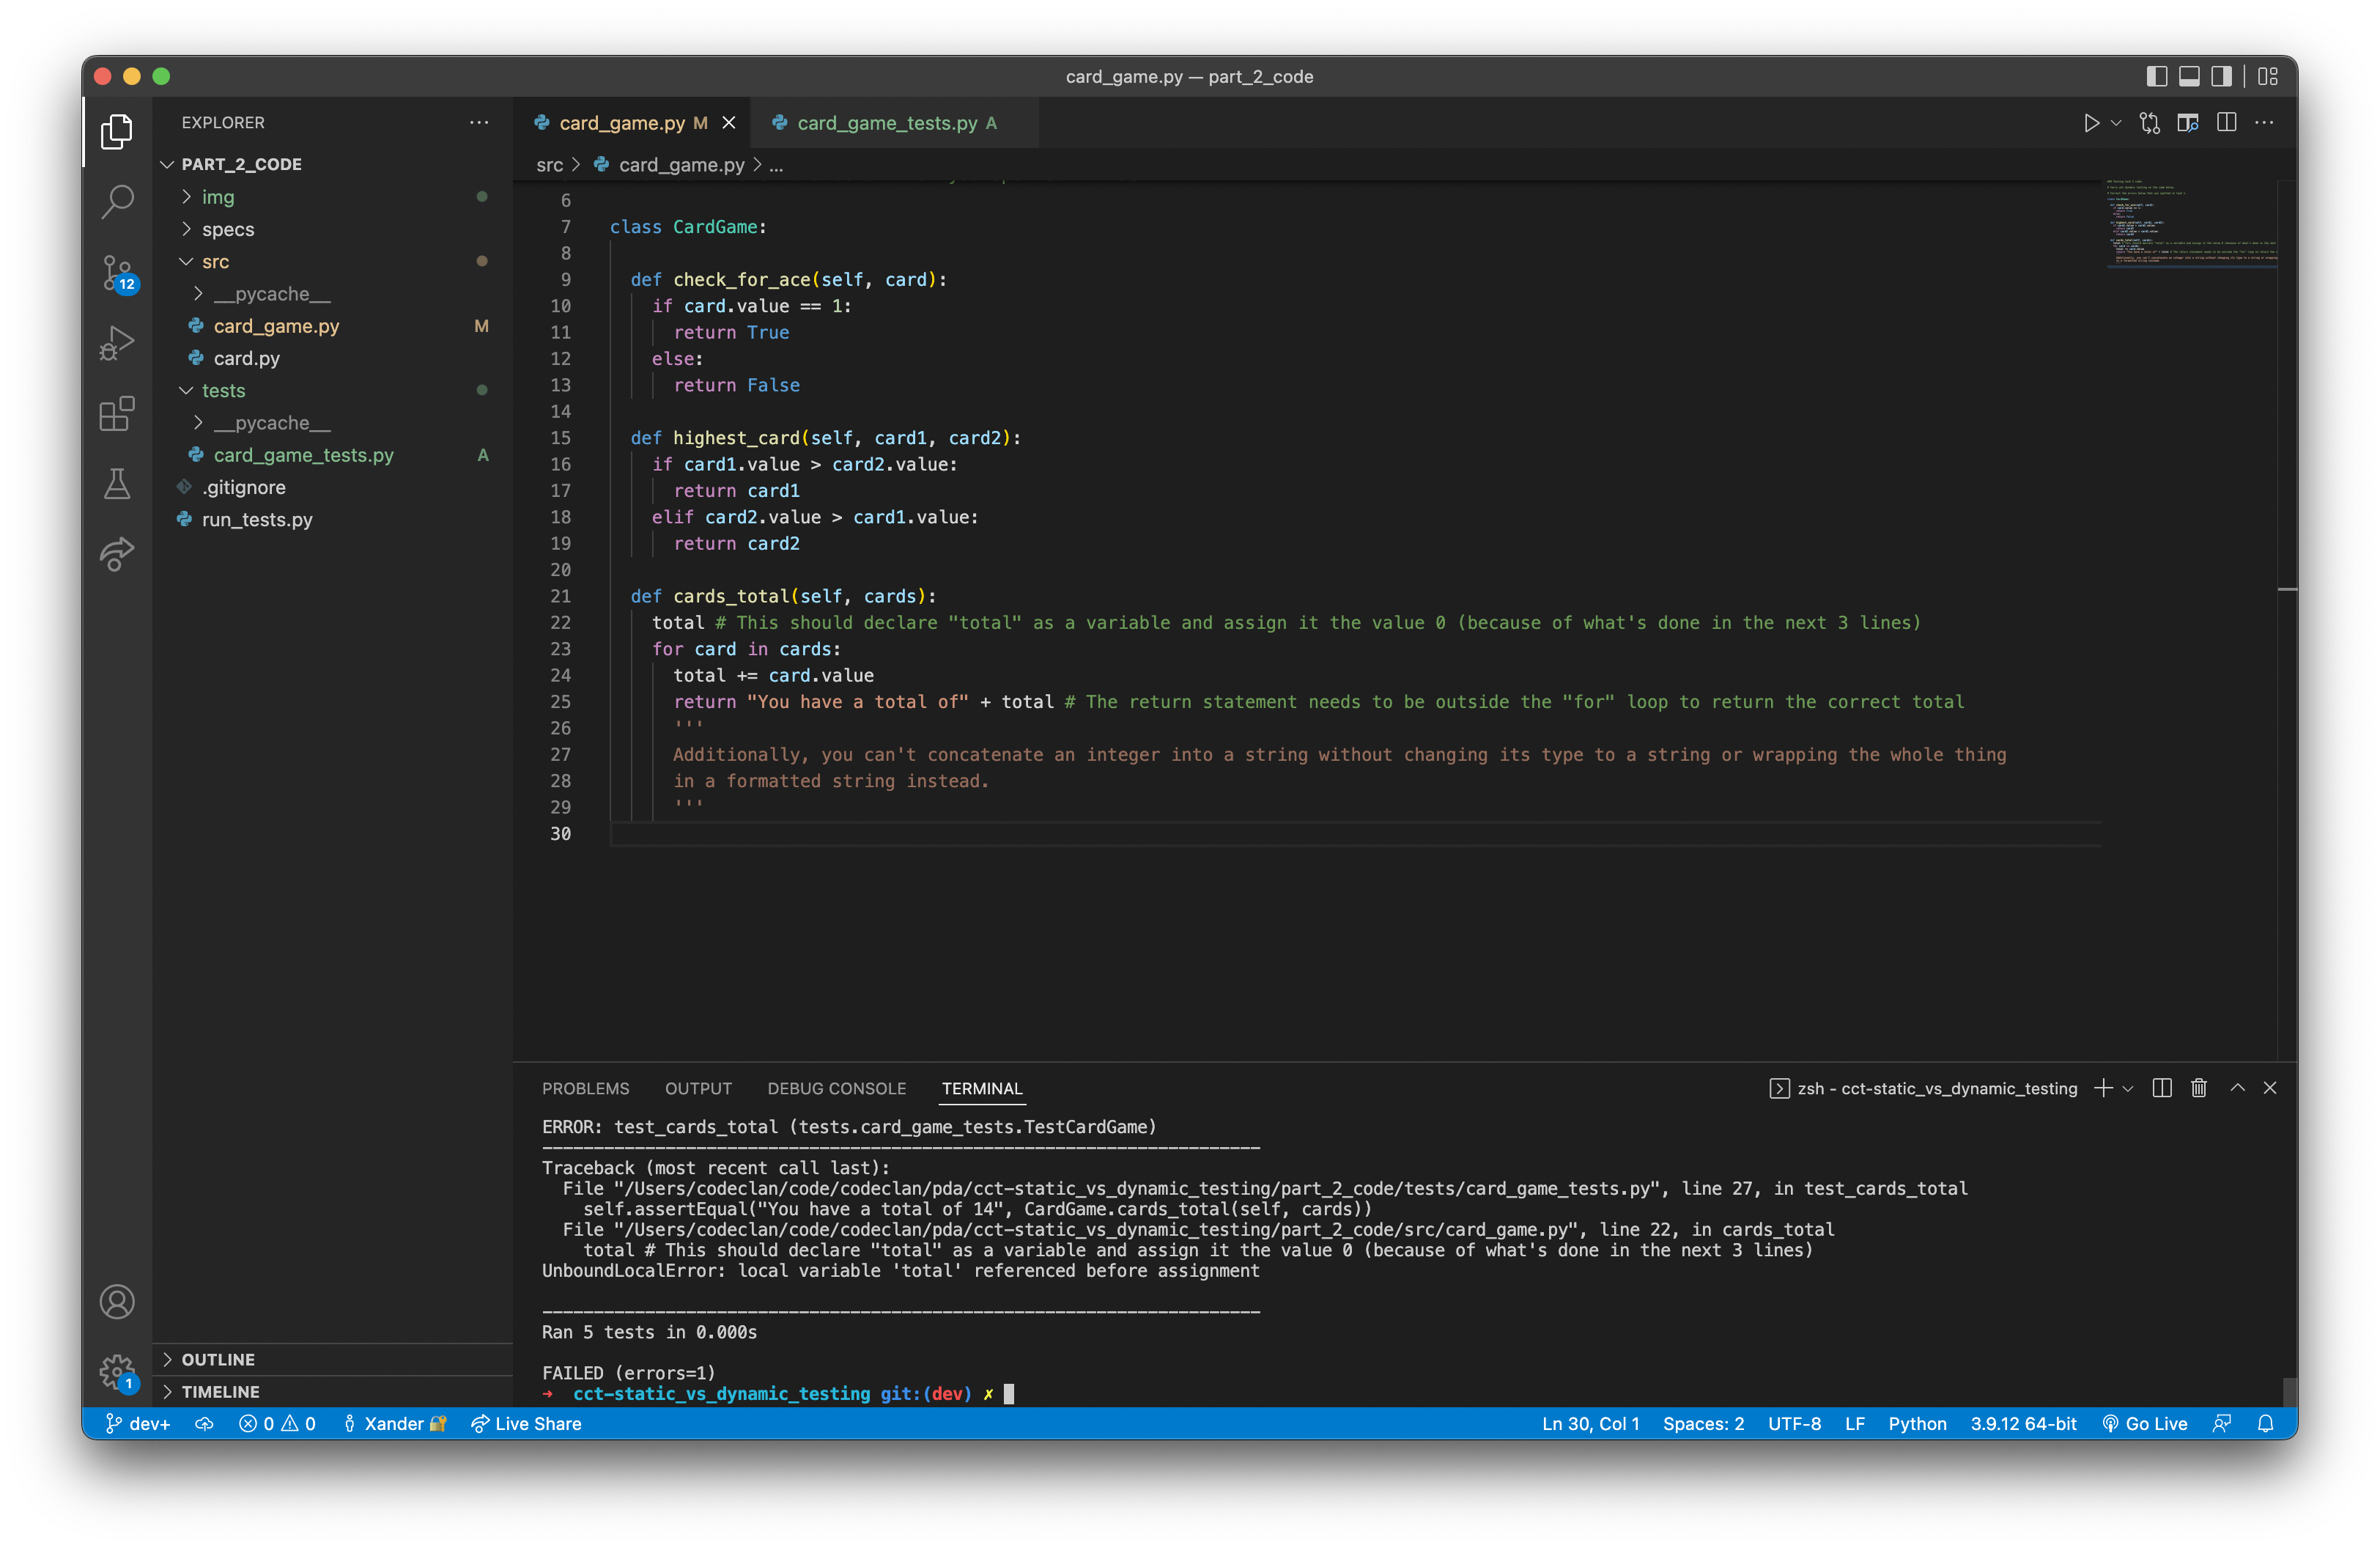 card_game.py — part_2_code
EXPLORER
PART_2_CODE
img
specs
src
__pycache__
card_game.py M
card.py
tests
__pycache__
card_game_tests.py A
.gitignore
run_tests.py
OUTLINE
TIMELINE
12
1
card_game.py M
card_game_tests.py A
src > card_game.py > ...
6
7 class CardGame:
8
9 def check_for_ace(self, card):
10 if card.value == 1:
11 return True
12 else:
13 return False
14
15 def highest_card(self, card1, card2):
16 if card1.value > card2.value:
17 return card1
18 elif card2.value > card1.value:
19 return card2
20
21 def cards_total(self, cards):
22 total # This should declare "total" as a variable and assign it the value 0 (because of what's done in the next 3 lines)
23 for card in cards:
24 total += card.value
25 return "You have a total of" + total # The return statement needs to be outside the "for" loop to return the correct total
26 '''
27 Additionally, you can't concatenate an integer into a string without changing its type to a string or wrapping the whole thing
28 in a formatted string instead.
29 '''
30
PROBLEMS OUTPUT DEBUG CONSOLE TERMINAL
zsh - cct-static_vs_dynamic_testing
ERROR: test_cards_total (tests.card_game_tests.TestCardGame)
----------------------------------------------------------------------
Traceback (most recent call last):
File "/Users/codeclan/code/codeclan/pda/cct-static_vs_dynamic_testing/part_2_code/tests/card_game_tests.py", line 27, in test_cards_total
self.assertEqual("You have a total of 14", CardGame.cards_total(self, cards))
File "/Users/codeclan/code/codeclan/pda/cct-static_vs_dynamic_testing/part_2_code/src/card_game.py", line 22, in cards_total
total # This should declare "total" as a variable and assign it the value 0 (because of what's done in the next 3 lines)
UnboundLocalError: local variable 'total' referenced before assignment
----------------------------------------------------------------------
Ran 5 tests in 0.000s
FAILED (errors=1)
➜ cct-static_vs_dynamic_testing git:(dev) ✗
dev+ 0 0 Xander Live Share
Ln 30, Col 1 Spaces: 2 UTF-8 LF Python 3.9.12 64-bit Go Live